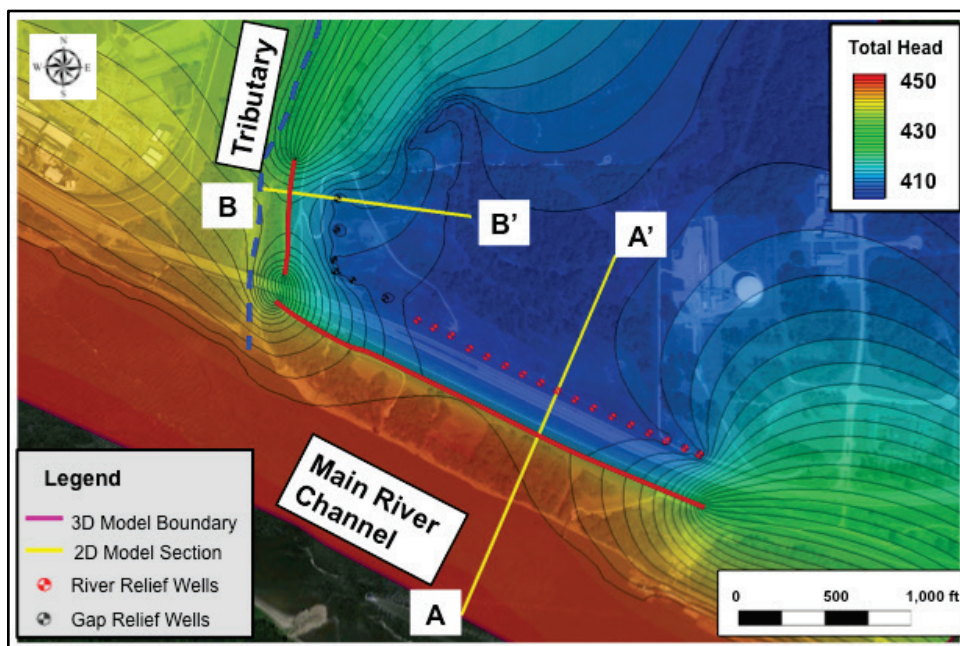 N
W E
S
Tributary
Total Head
450
430
410
B
B'
A'
Main River
Channel
A
Legend
3D Model Boundary
2D Model Section
River Relief Wells
Gap Relief Wells
0 500 1,000 ft